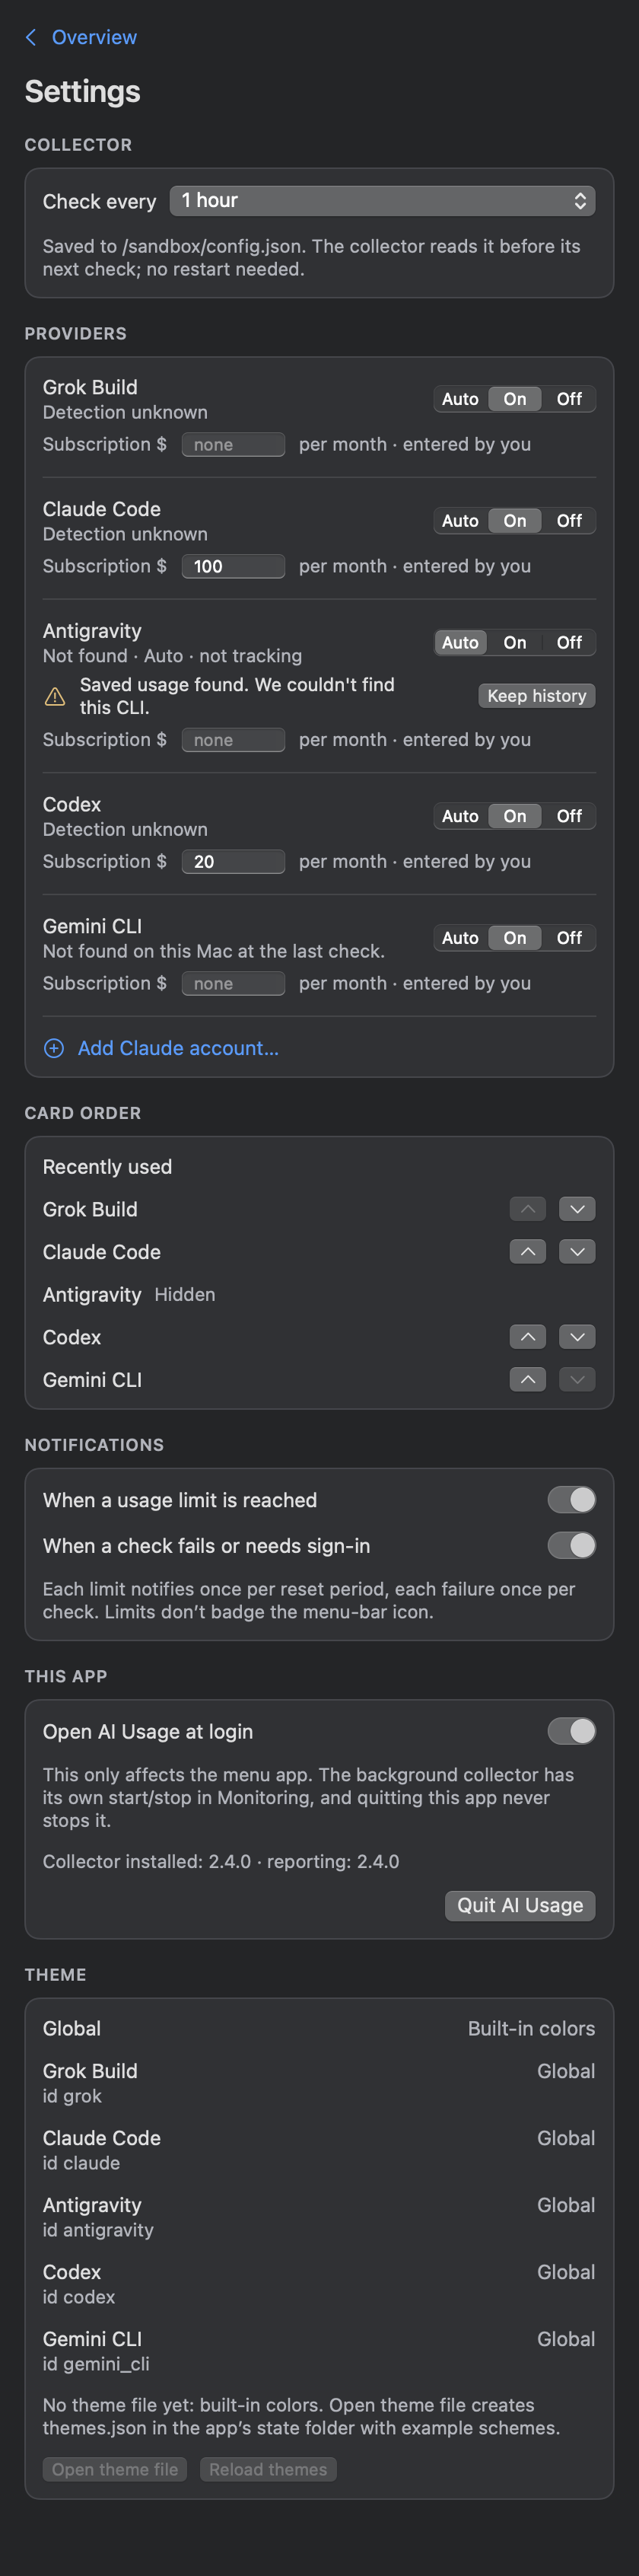 Overview
Settings
COLLECTOR
Check every 1 hour
Saved to /sandbox/config.json. The collector reads it before its
next check; no restart needed.
PROVIDERS
Grok Build
Auto On Off
Detection unknown
Subscription $ none per month · entered by you
Claude Code
Auto On Off
Detection unknown
Subscription $ 100 per month · entered by you
Antigravity
Auto On Off
Not found · Auto · not tracking
Saved usage found. We couldn't find
this CLI.
Keep history
Subscription $ none per month · entered by you
Codex
Auto On Off
Detection unknown
Subscription $ 20 per month · entered by you
Gemini CLI
Auto On Off
Not found on this Mac at the last check.
Subscription $ none per month · entered by you
Add Claude account...
CARD ORDER
Recently used
Grok Build
Claude Code
Antigravity Hidden
Codex
Gemini CLI
NOTIFICATIONS
When a usage limit is reached
When a check fails or needs sign-in
Each limit notifies once per reset period, each failure once per
check. Limits don’t badge the menu-bar icon.
THIS APP
Open AI Usage at login
This only affects the menu app. The background collector has
its own start/stop in Monitoring, and quitting this app never
stops it.
Collector installed: 2.4.0 · reporting: 2.4.0
Quit AI Usage
THEME
Global Built-in colors
Grok Build Global
id grok
Claude Code Global
id claude
Antigravity Global
id antigravity
Codex Global
id codex
Gemini CLI Global
id gemini_cli
No theme file yet: built-in colors. Open theme file creates
themes.json in the app’s state folder with example schemes.
Open theme file Reload themes